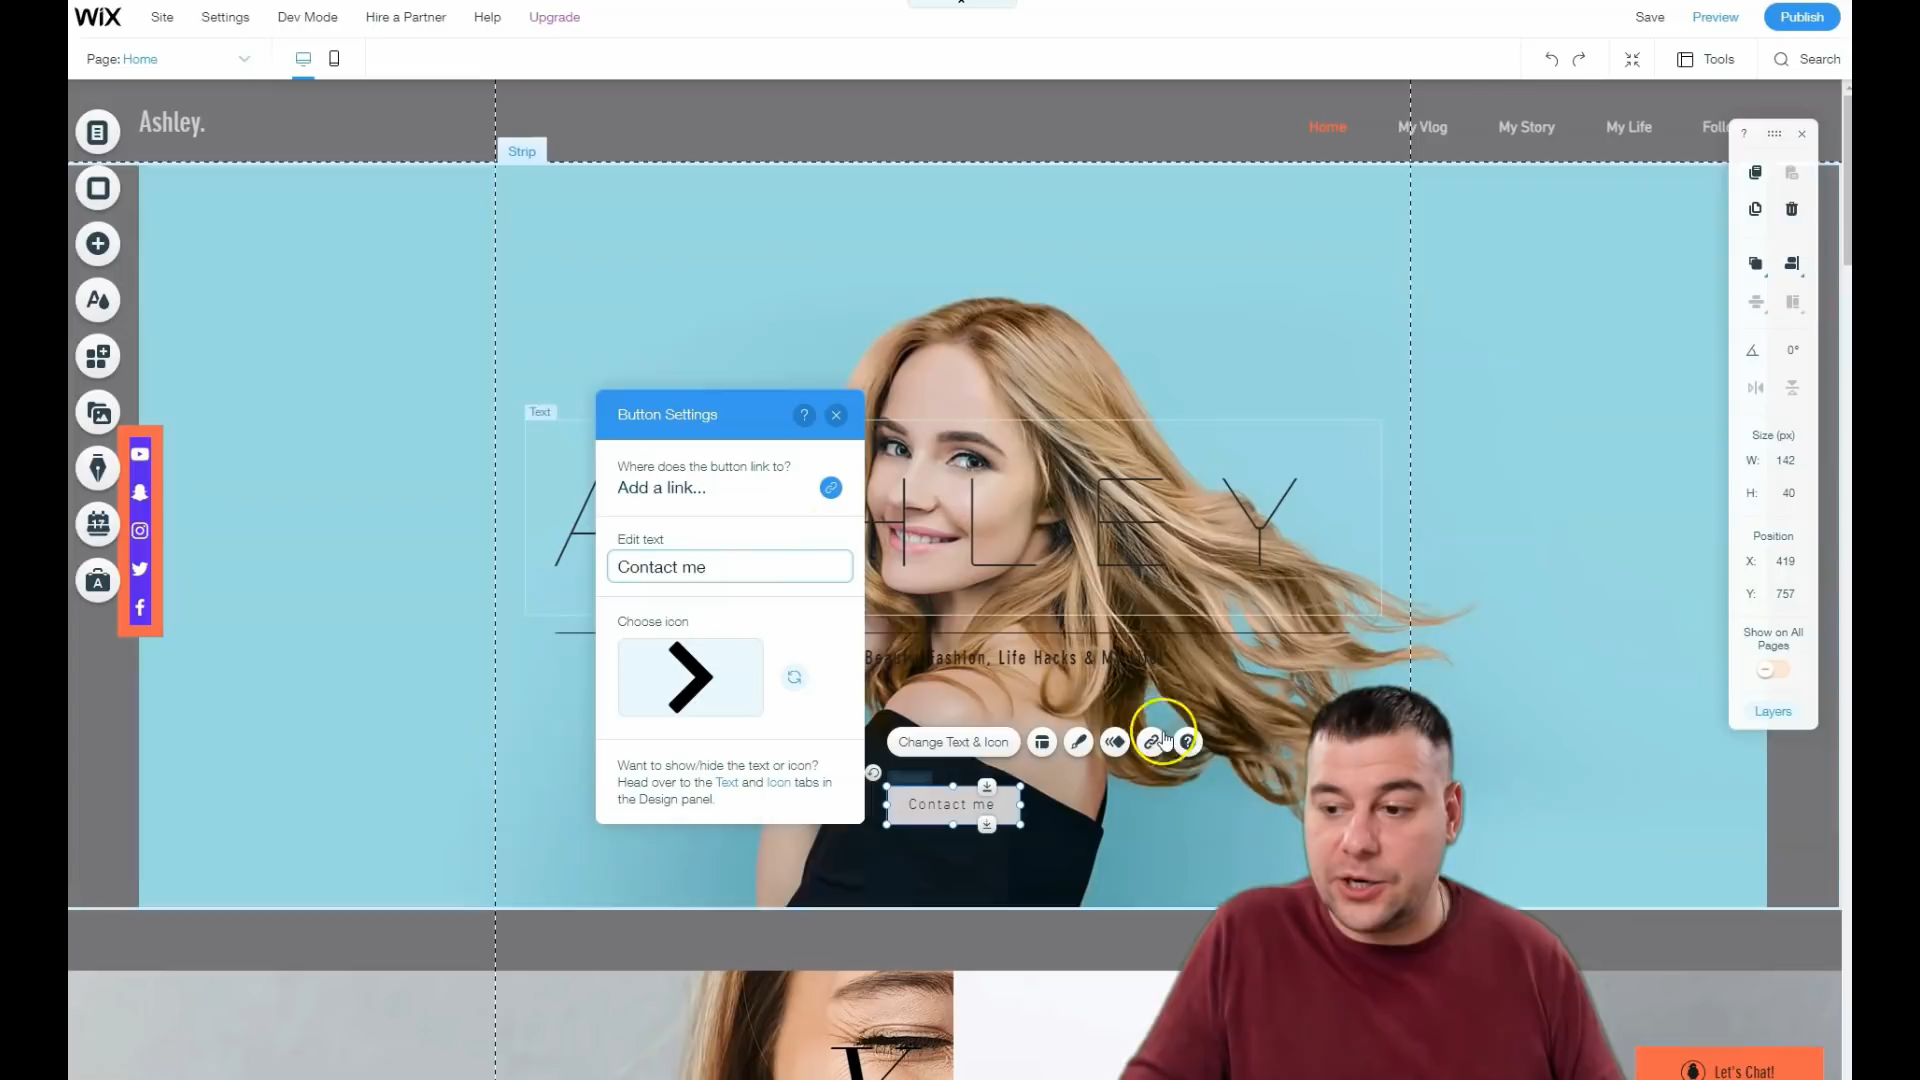 WiX
Site
Settings
Dev Mode
Hire a Partner
Help
Upgrade
Save
Preview
Publish
Page: Home
Tools
Search
Ashley.
Home
My Vlog
My Story
My Life
Strip
Text
Button Settings
?
Where does the button link to?
Add a link...
Edit text
Contact me
Choose icon
Want to show/hide the text or icon?
Head over to the Text and Icon tabs in
the Design panel.
Fashion, Life Hacks &
Change Text & Icon
?
Contact me
?
0°
Size (px)
W: 142
H: 40
Position
X: 419
Y: 757
Show on All
Pages
Layers
17
A
Let's Chat!